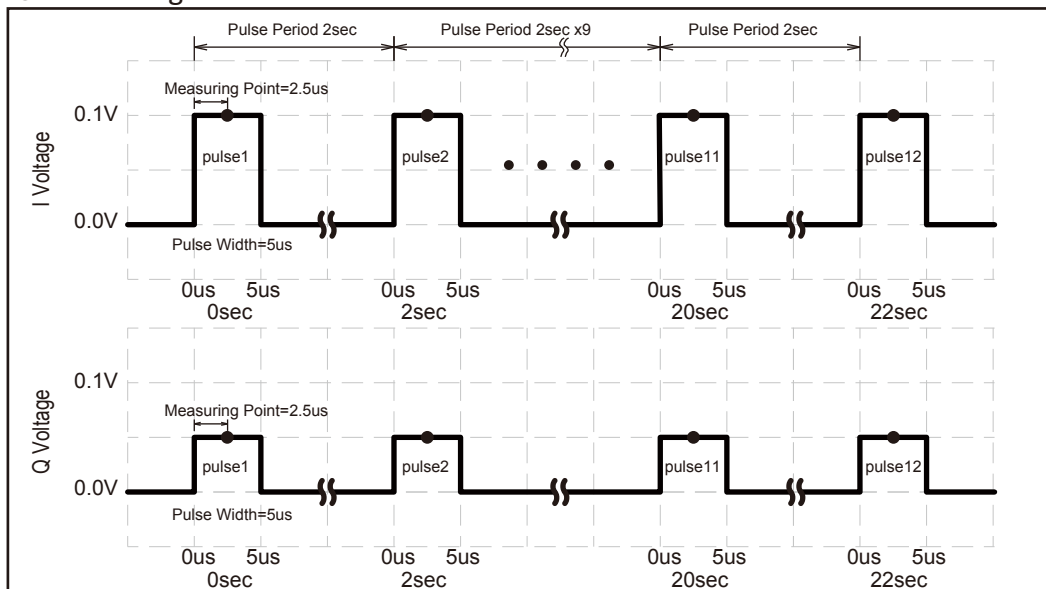 Pulse Period 2sec Pulse Period 2sec x9 Pulse Period 2sec
Measuring Point=2.5us
0.1V
I Voltage
pulse1 pulse2 pulse11 pulse12
0.0V
Pulse Width=5us
0us 5us 0us 5us 0us 5us 0us 5us
0sec 2sec 20sec 22sec
0.1V
Measuring Point=2.5us
Q Voltage
pulse1 pulse2 pulse11 pulse12
0.0V
Pulse Width=5us
0us 5us 0us 5us 0us 5us 0us 5us
0sec 2sec 20sec 22sec